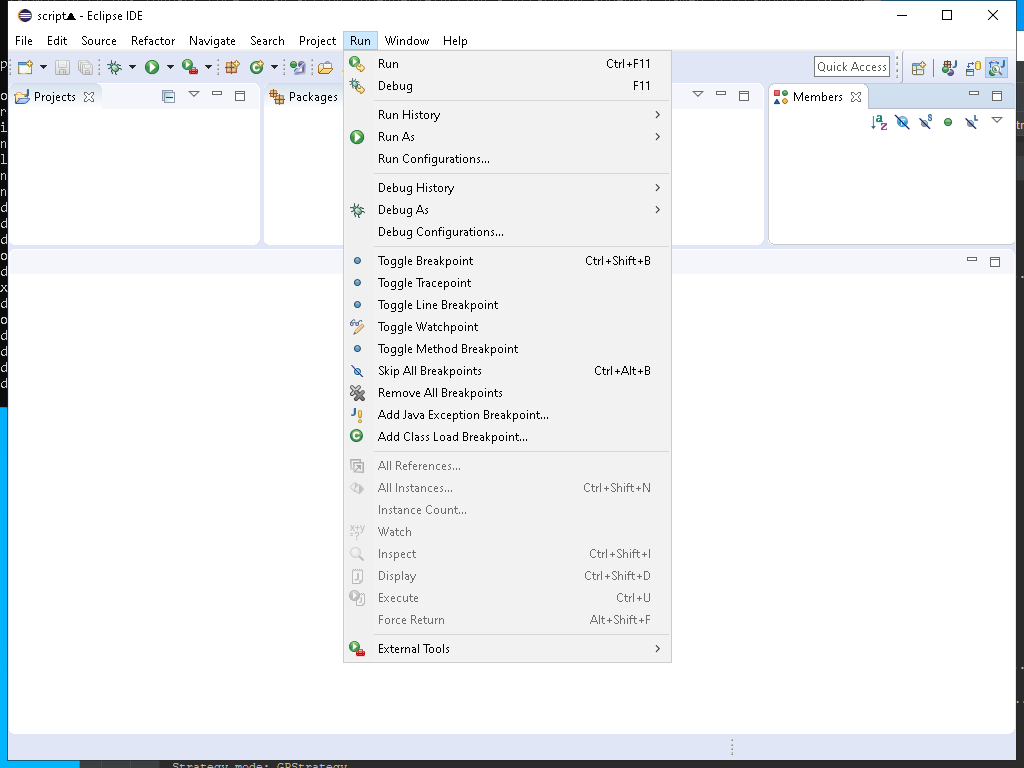 script▲ - Eclipse IDE
File Edit Source Refactor Navigate Search Project Run Window Help
Quick Access
Projects
Packages
Members
Run Ctrl+F11
Debug F11
Run History
Run As
Run Configurations...
Debug History
Debug As
Debug Configurations...
Toggle Breakpoint Ctrl+Shift+B
Toggle Tracepoint
Toggle Line Breakpoint
Toggle Watchpoint
Toggle Method Breakpoint
Skip All Breakpoints Ctrl+Alt+B
Remove All Breakpoints
Add Java Exception Breakpoint...
Add Class Load Breakpoint...
All References...
All Instances... Ctrl+Shift+N
Instance Count...
Watch
Inspect Ctrl+Shift+I
Display Ctrl+Shift+D
Execute Ctrl+U
Force Return Alt+Shift+F
External Tools
Strategy mode: GPStrategy